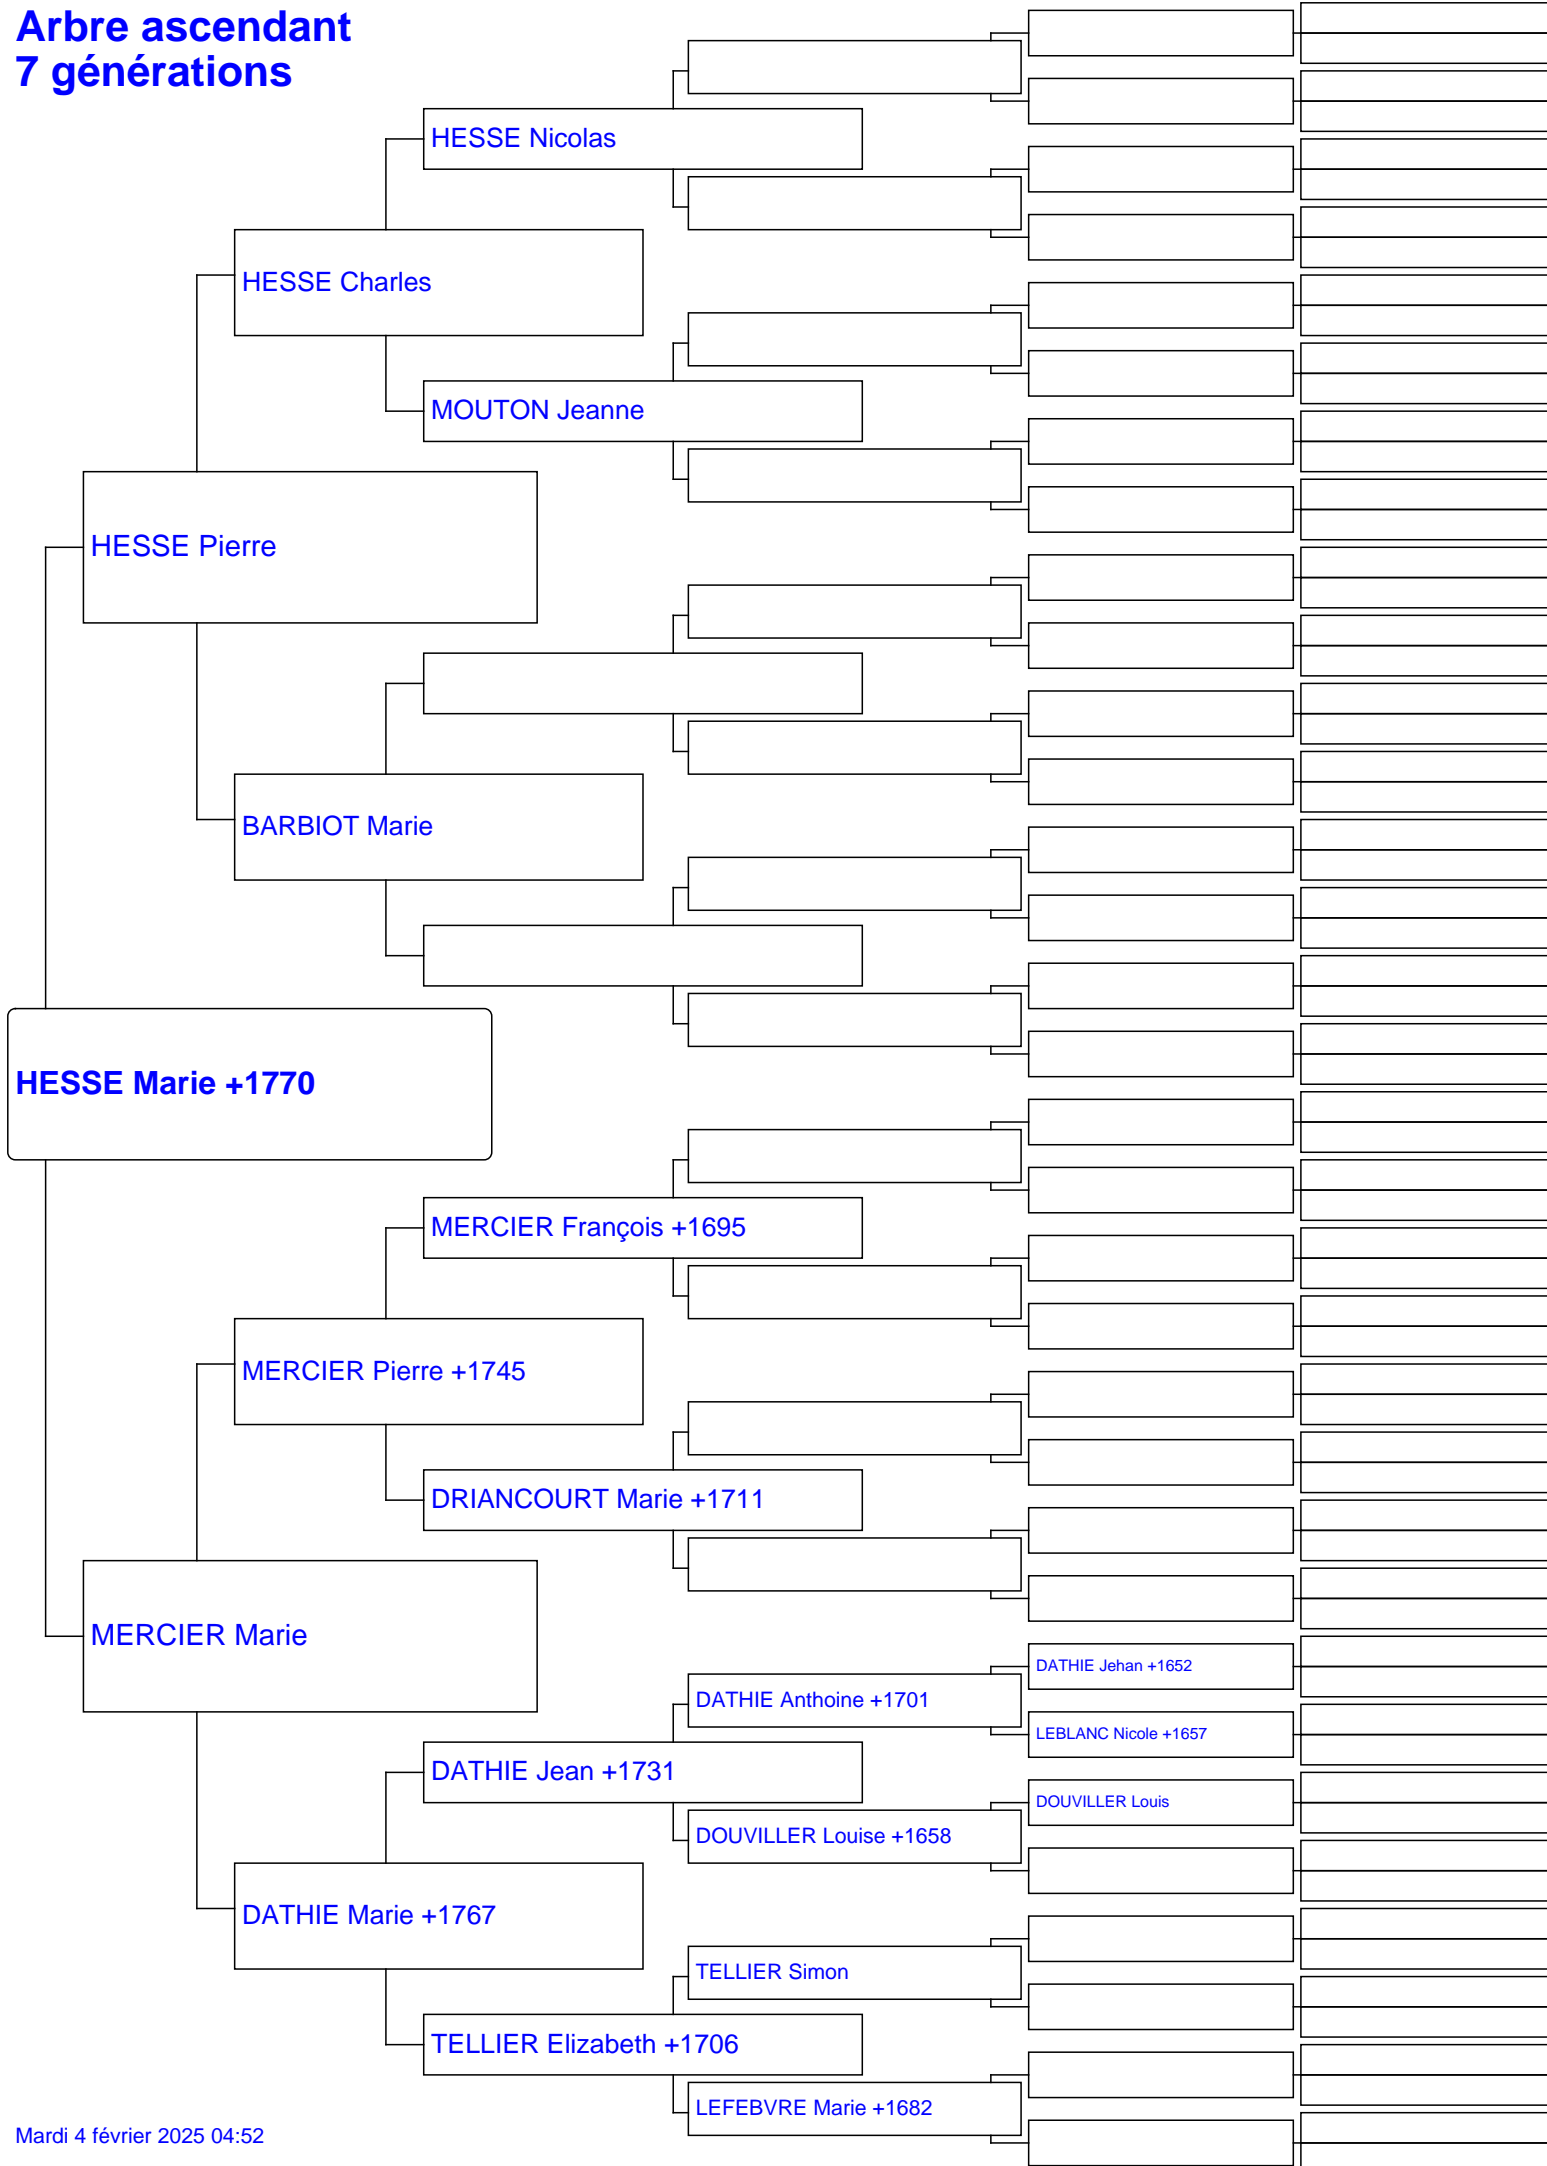 Arbre ascendant
7 générations
HESSE Nicolas
HESSE Charles
MOUTON Jeanne
HESSE Pierre
BARBIOT Marie
HESSE Marie +1770
MERCIER François +1695
MERCIER Pierre +1745
DRIANCOURT Marie +1711
MERCIER Marie
DATHIE Jehan +1652
DATHIE Anthoine +1701
LEBLANC Nicole +1657
DATHIE Jean +1731
DOUVILLER Louis
DOUVILLER Louise +1658
DATHIE Marie +1767
TELLIER Simon
TELLIER Elizabeth +1706
LEFEBVRE Marie +1682
Mardi 4 février 2025 04:52